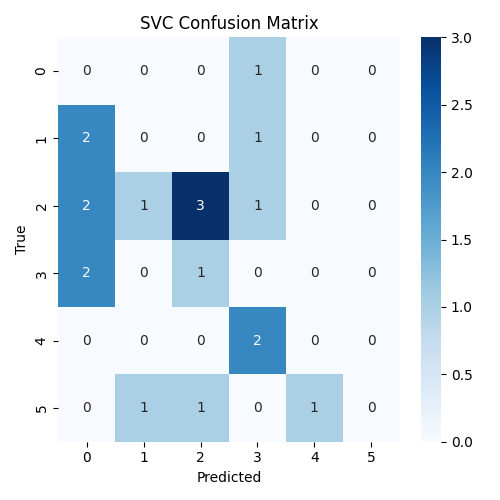 SVC Confusion Matrix
0 0 0 0 1 0 0
1 2 0 0 1 0 0
2 2 1 3 1 0 0
3 2 0 1 0 0 0
4 0 0 0 2 0 0
5 0 1 1 0 1 0
0 1 2 3 4 5
True
Predicted
3.0
2.5
2.0
1.5
1.0
0.5
0.0